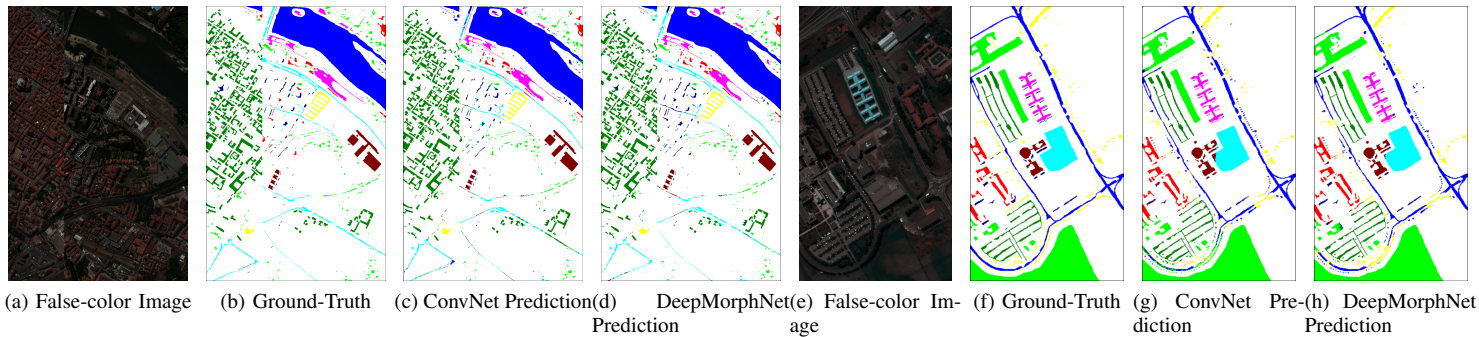 (a) False-color Image
(b) Ground-Truth
(c) ConvNet Prediction
(d) DeepMorphNet
Prediction
(e) False-color Im-
age
(f) Ground-Truth
(g) ConvNet Pre-
diction
(h) DeepMorphNet
Prediction